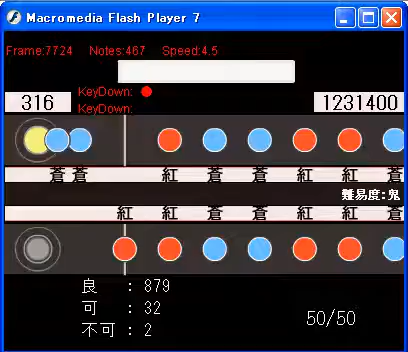 Macromedia Flash Player 7
Frame:7724 Notes:467 Speed:4.5
316
KeyDown:
KeyDown:
1231400
蒼 蒼 紅 蒼 蒼 紅 紅 蒼
難易度:鬼
紅 紅 蒼 蒼 紅 紅 蒼
良 : 879
可 : 32
不可 : 2
50/50